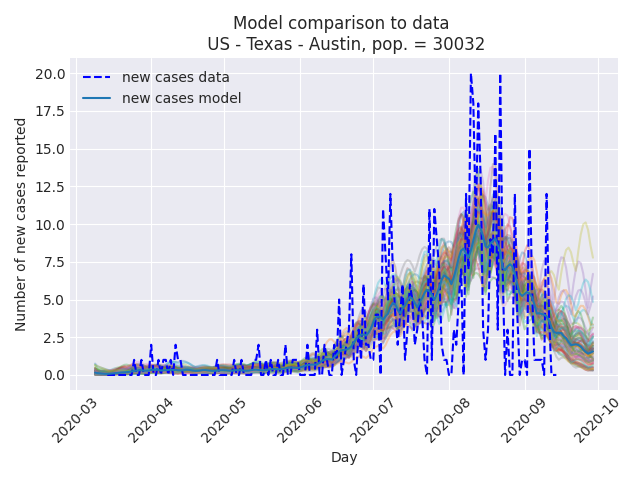 Model comparison to data
US - Texas - Austin, pop. = 30032
new cases data
new cases model
Number of new cases reported
20.0
17.5
15.0
12.5
10.0
7.5
5.0
2.5
0.0
2020-03
2020-04
2020-05
2020-06
2020-07
2020-08
2020-09
2020-10
Day